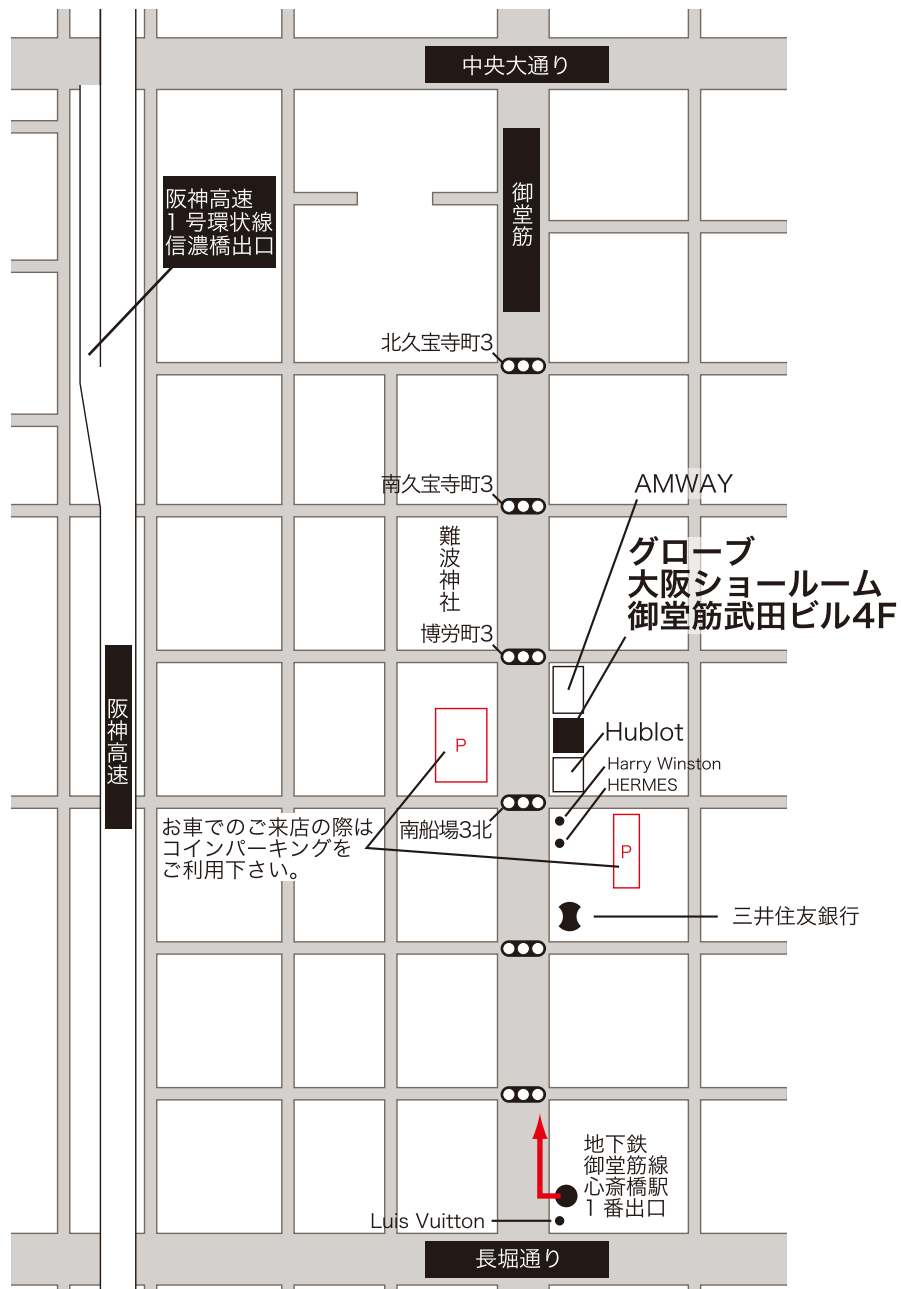 中央大通り
御堂筋
阪神高速
1号環状線
信濃橋出口
北久宝寺町3
南久宝寺町3
AMWAY
難波神社
グローブ
大阪ショールーム
御堂筋武田ビル4F
博労町3
阪神高速
P
Hublot
Harry Winston
HERMES
南船場3北
お車でのご来店の際は
コインパーキングを
ご利用下さい。
P
三井住友銀行
地下鉄
御堂筋線
心斎橋駅
1番出口
Luis Vuitton
長堀通り